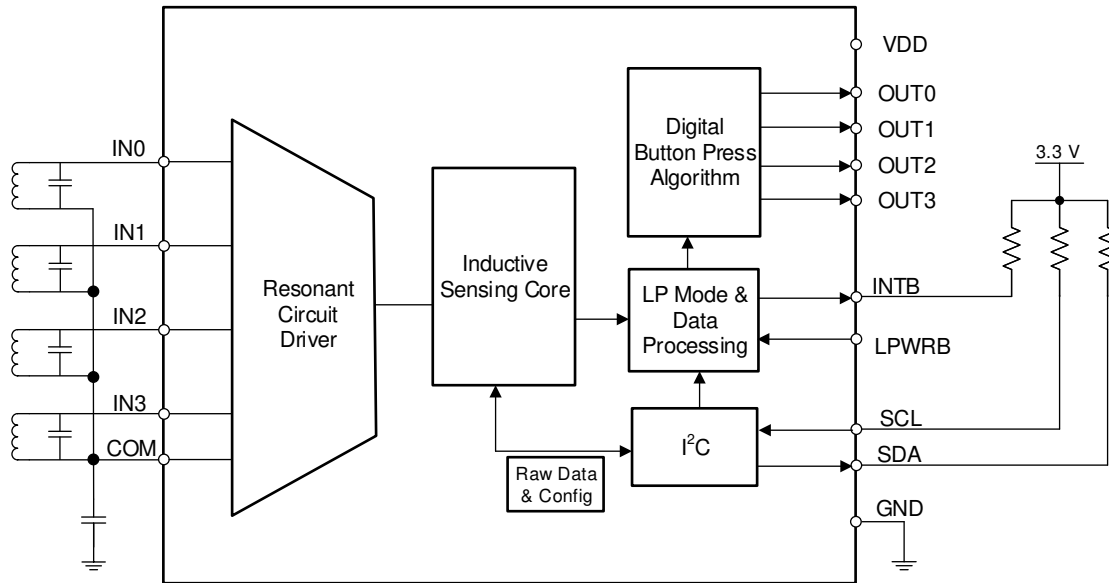 VDD
OUT0
OUT1
OUT2
OUT3
Digital
Button Press
Algorithm
3.3 V
IN0
IN1
IN2
IN3
COM
Resonant
Circuit
Driver
Inductive
Sensing Core
LP Mode &
Data
Processing
INTB
LPWRB
I²C
SCL
SDA
Raw Data
& Config
GND